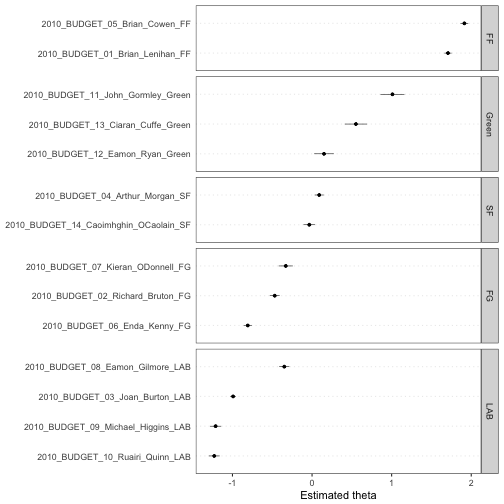 2010_BUDGET_05_Brian_Cowen_FF
2010_BUDGET_01_Brian_Lenihan_FF
FF
2010_BUDGET_11_John_Gormley_Green
2010_BUDGET_13_Ciaran_Cuffe_Green
2010_BUDGET_12_Eamon_Ryan_Green
Green
2010_BUDGET_04_Arthur_Morgan_SF
2010_BUDGET_14_Caoimhghin_OCaolain_SF
SF
2010_BUDGET_07_Kieran_ODonnell_FG
2010_BUDGET_02_Richard_Bruton_FG
2010_BUDGET_06_Enda_Kenny_FG
FG
2010_BUDGET_08_Eamon_Gilmore_LAB
2010_BUDGET_03_Joan_Burton_LAB
2010_BUDGET_09_Michael_Higgins_LAB
2010_BUDGET_10_Ruairi_Quinn_LAB
LAB
-1 0 1 2
Estimated theta